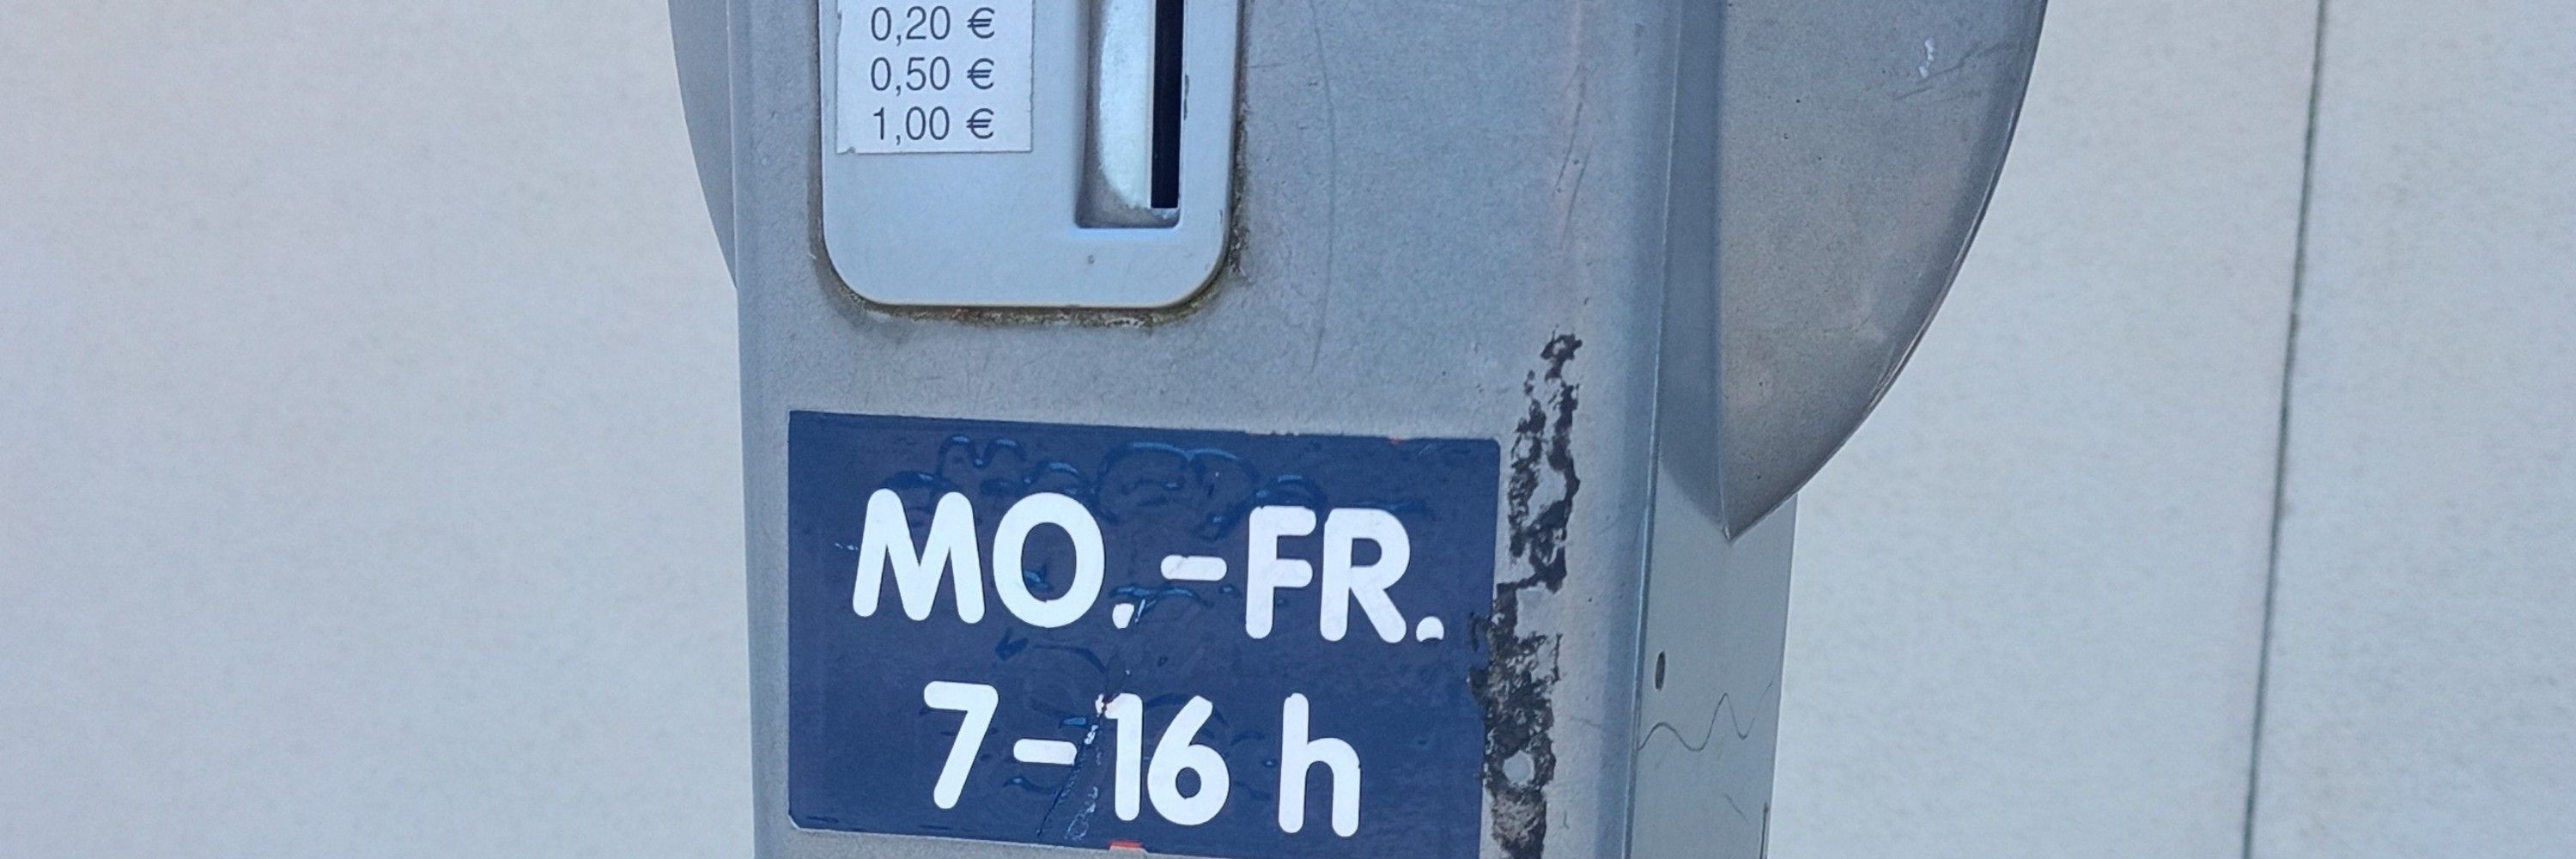 0,20 €
0,50 €
1,00 €
MO.-FR.
7-16 h